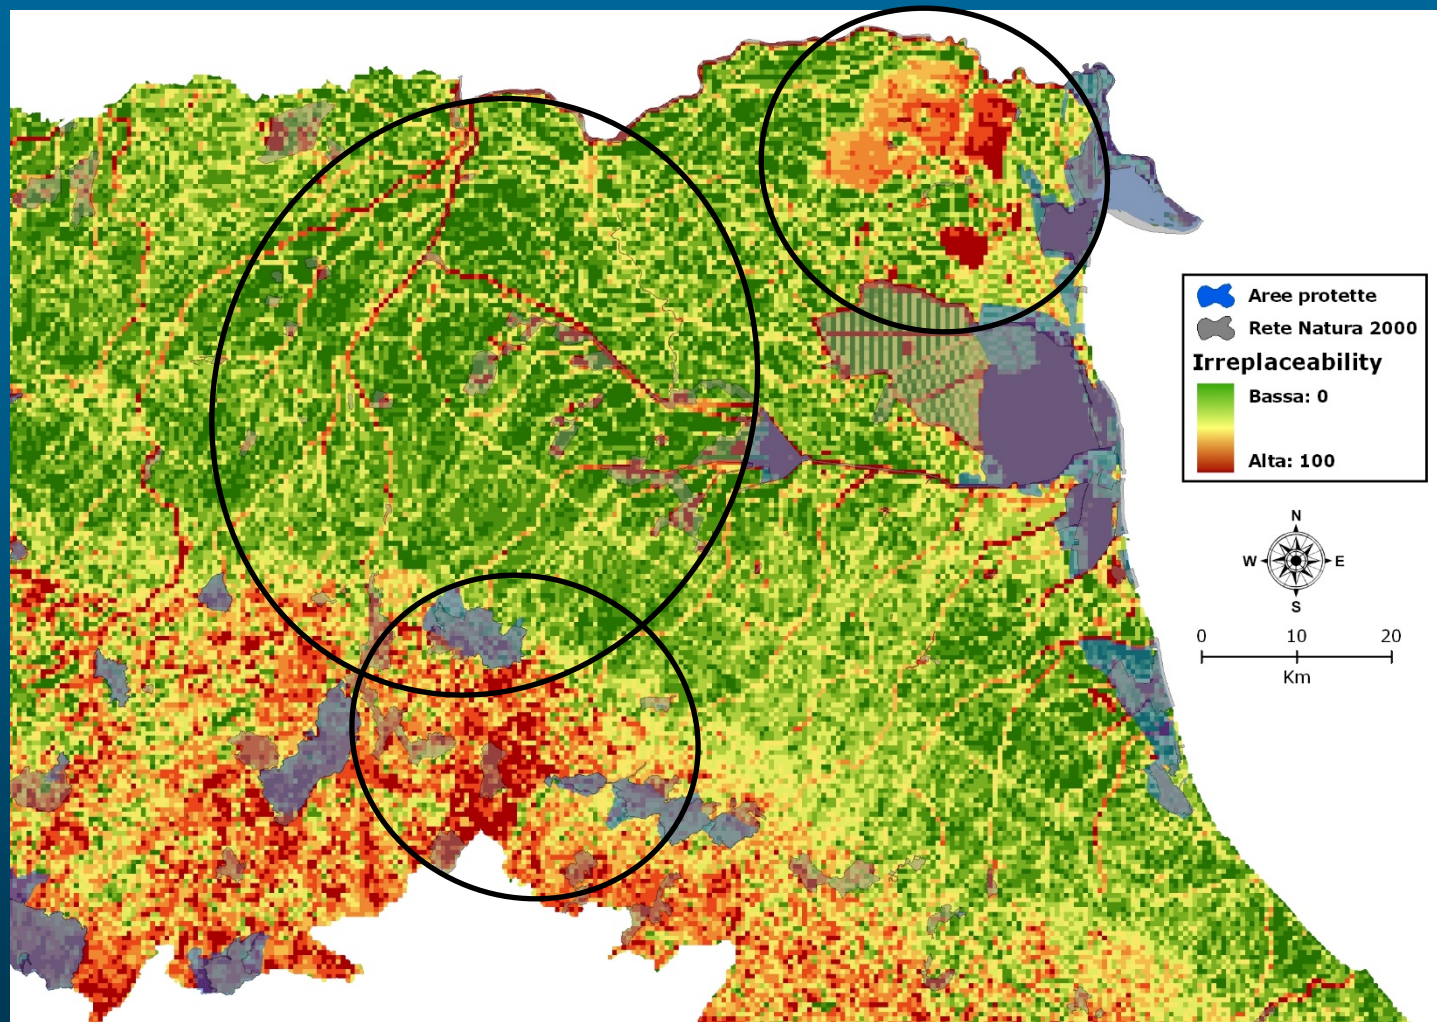 Aree protette
Rete Natura 2000
Irreplaceability
Bassa: 0
Alta: 100
N
W E
S
0 10 20
Km